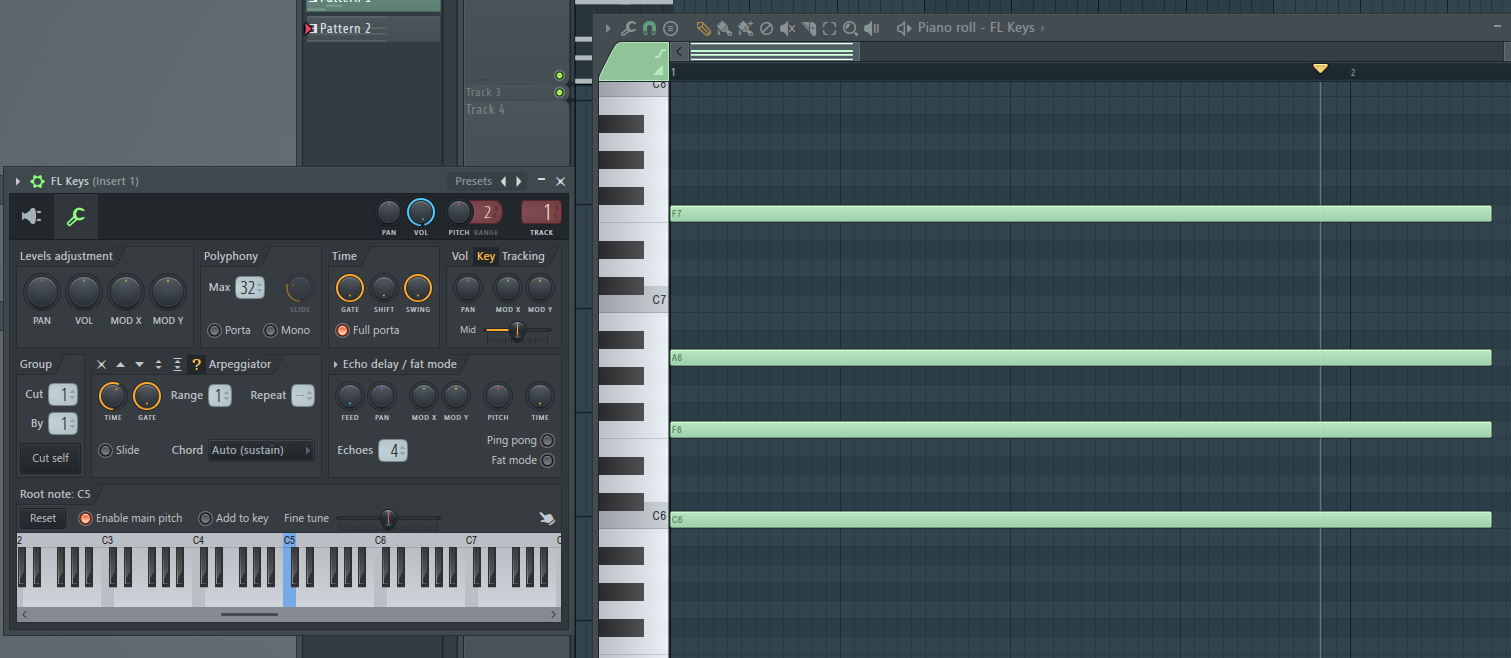 Pattern 1
Pattern 2
Track 3
Track 4
Piano roll - FL Keys
1
2
C8
F7
C7
A6
F6
C6
C6
FL Keys (Insert 1)
Presets
2
1
PAN
VOL
PITCH
RANGE
TRACK
Levels adjustment
PAN
VOL
MOD X
MOD Y
Polyphony
Max
32
SLIDE
Porta
Mono
Time
GATE
SHIFT
SWING
Full porta
Vol
Key
Tracking
PAN
MOD X
MOD Y
Mid
Group
Cut
1
By
1
Cut self
?
Arpeggiator
TIME
GATE
Range
1
Repeat
...
Slide
Chord
Auto (sustain)
Echo delay / fat mode
FEED
PAN
MOD X
MOD Y
PITCH
TIME
Echoes
4
Ping pong
Fat mode
Root note: C5
Reset
Enable main pitch
Add to key
Fine tune
2
C3
C4
C5
C6
C7